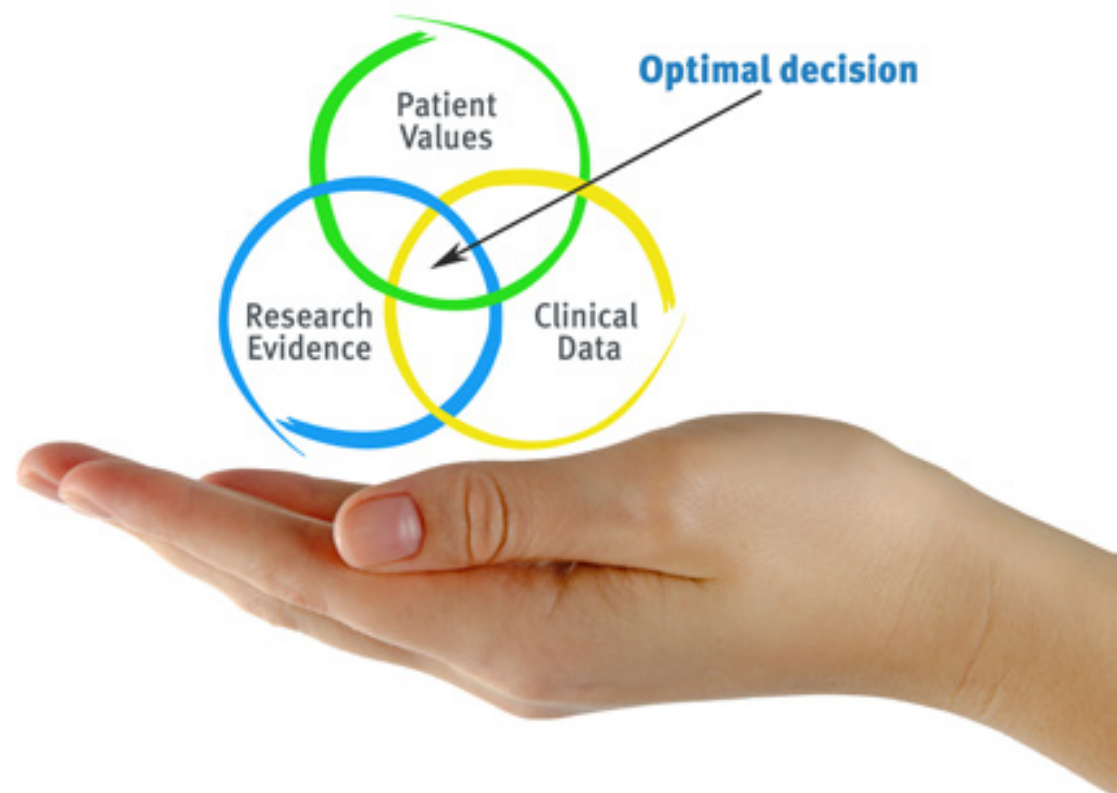 Optimal decision
Patient
Values
Research
Evidence
Clinical
Data